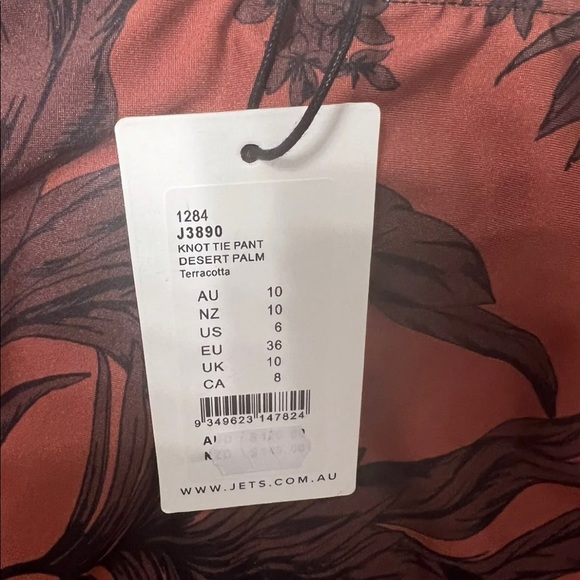 1284
J3890
KNOT TIE PANT
DESERT PALM
Terracotta
AU 10
NZ 10
US 6
EU 36
UK 10
CA 8
9 349623 147824
WWW.JETS.COM.AU